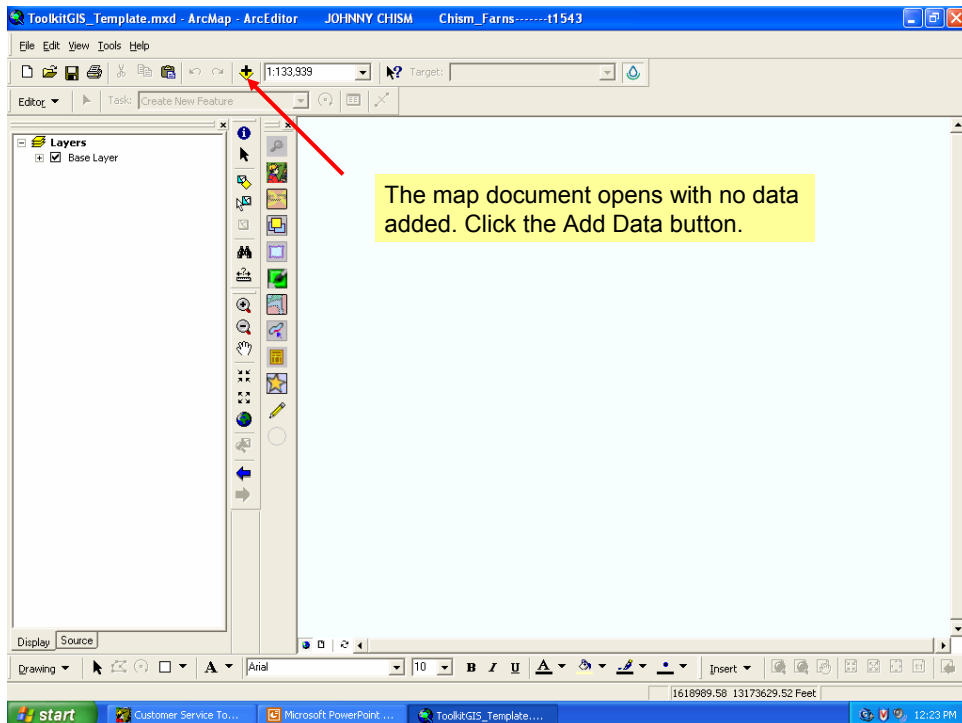 ToolkitGIS_Template.mxd - ArcMap - ArcEditor JOHNNY CHISM Chism_Farns-------t1543
File Edit View Tools Help
1:133,939 Target:
Editor Task: Create New Feature
Layers
Base Layer
The map document opens with no data
added. Click the Add Data button.
Display Source
Drawing A Arial 10 B I U A Insert
1618989.58 13173629.52 Feet
start Customer Service To... Microsoft PowerPoint ... ToolkitGIS_Template.... 12:23 PM